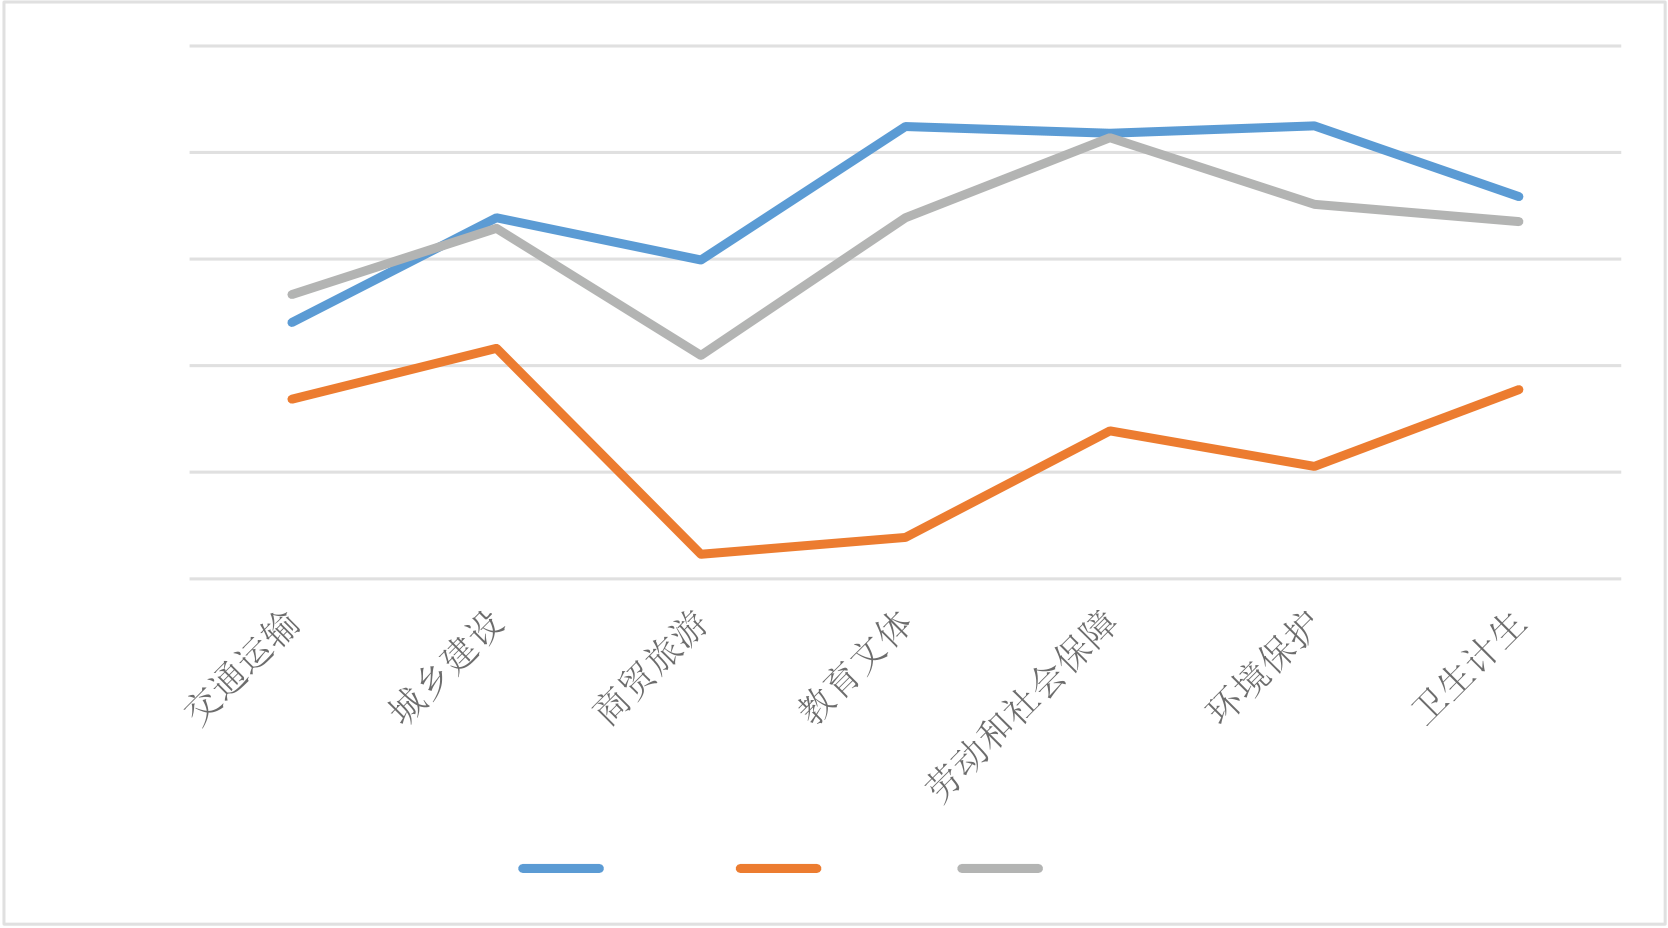 交通运输
城乡建设
商贸旅游
教育文体
劳动和社会保障
环境保护
卫生计生